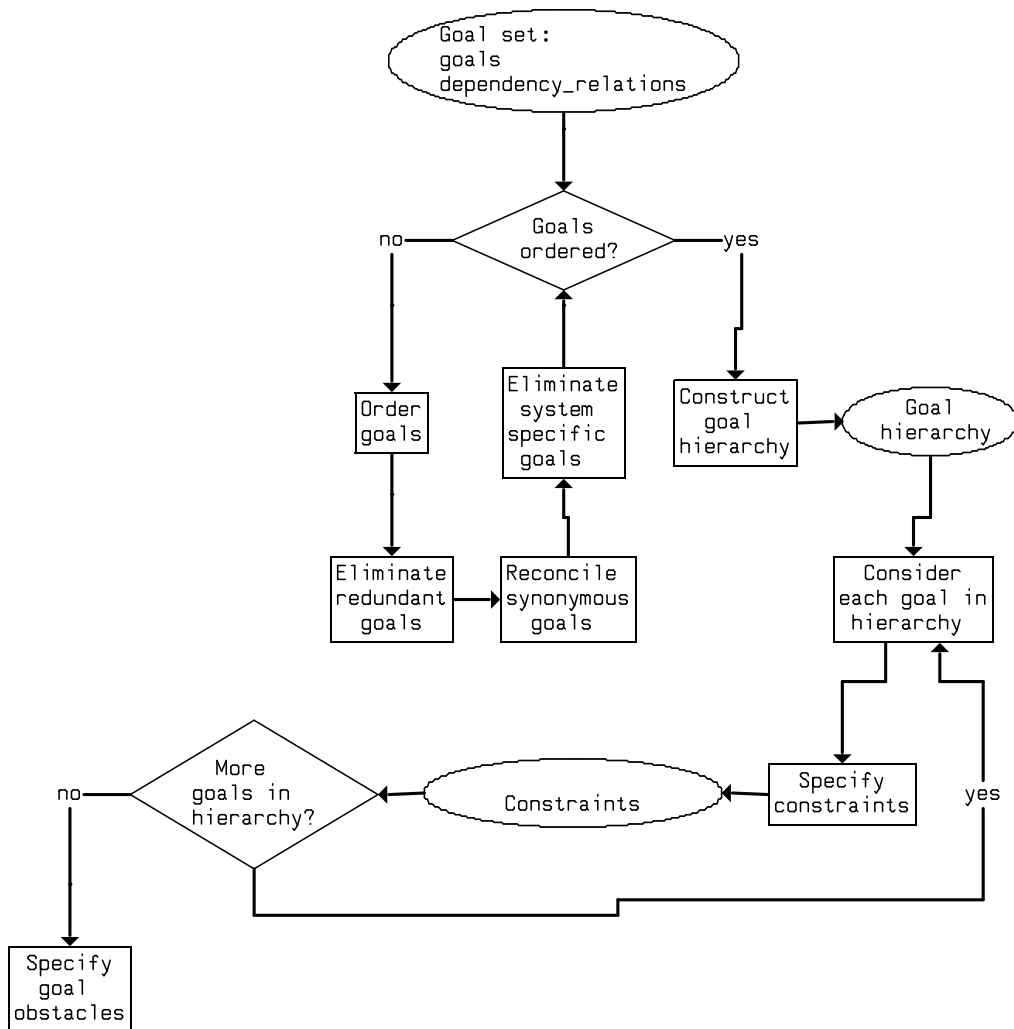 Goal set:
goals
dependency_relations
Goals
ordered?
no
yes
Order
goals
Eliminate
system
specific
goals
Construct
goal
hierarchy
Goal
hierarchy
Eliminate
redundant
goals
Reconcile
synonymous
goals
Consider
each goal in
hierarchy
More
goals in
hierarchy?
no
Constraints
Specify
constraints
yes
Specify
goal
obstacles